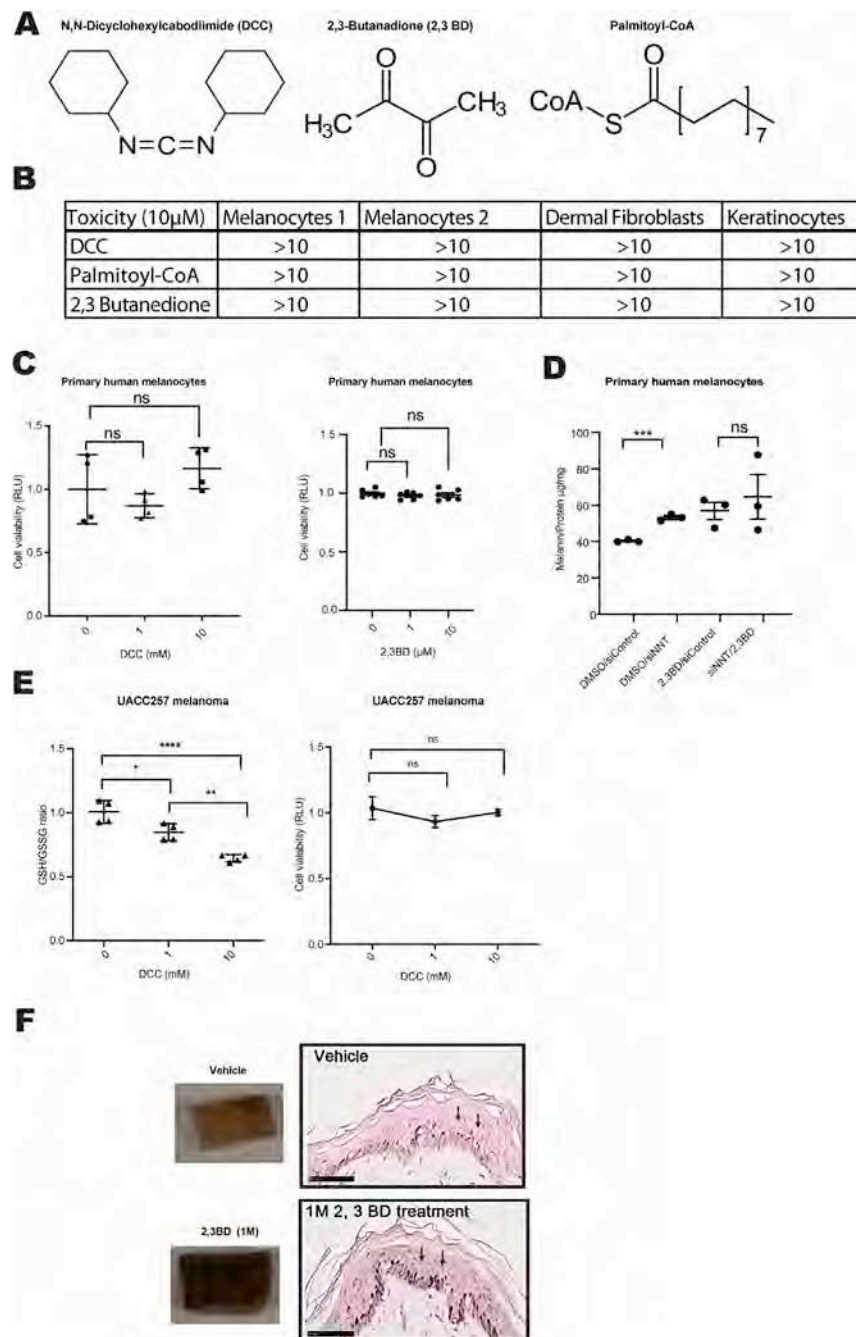 A
N,N-Dicyclohexylcabodlimide (DCC)
2,3-Butanadione (2,3 BD)
Palmitoyl-CoA
N=C=N
O
H₃C
CH₃
O
O
CoA
S
7
B
Toxicity (10µM) Melanocytes 1 Melanocytes 2 Dermal Fibroblasts Keratinocytes
DCC >10 >10 >10 >10
Palmitoyl-CoA >10 >10 >10 >10
2,3 Butanedione >10 >10 >10 >10
C
Primary human melanocytes
ns
ns
Cell viability (RLU)
1.5
1.0
0.5
0.0
0 1 10
DCC (mM)
Primary human melanocytes
ns
ns
Cell viability (RLU)
1.5
1.0
0.5
0.0
0 1 10
2,3BD (µM)
D
Primary human melanocytes
***
ns
Melanin/Protein µg/mg
100
80
60
40
20
0
DMSO/siControl
DMSO/siNNT
2,3BD/siControl
siNNT/2,3BD
E
UACC257 melanoma
****
*
**
GSH/GSSG ratio
1.5
1.0
0.5
0.0
0 1 10
DCC (mM)
UACC257 melanoma
ns
ns
Cell viability (RLU)
1.5
1.0
0.5
0.0
0 1 10
DCC (mM)
F
Vehicle
Vehicle
2,3BD (1M)
1M 2, 3 BD treatment